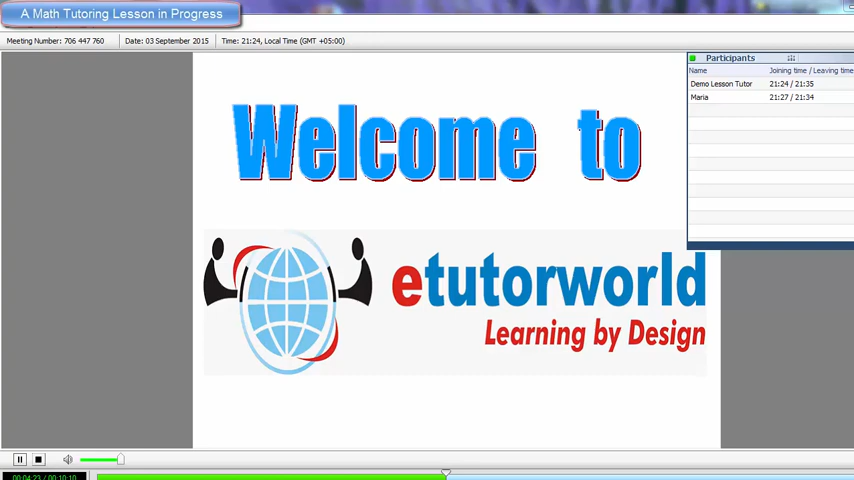 A Math Tutoring Lesson in Progress
Meeting Number: 706 447 760 Date: 03 September 2015 Time: 21:24, Local Time (GMT +05:00)
Participants
Name Joining time / Leaving time
Demo Lesson Tutor 21:24 / 21:35
Maria 21:27 / 21:34
Welcome to
etutorworld
Learning by Design
00:04:23 / 00:10:10